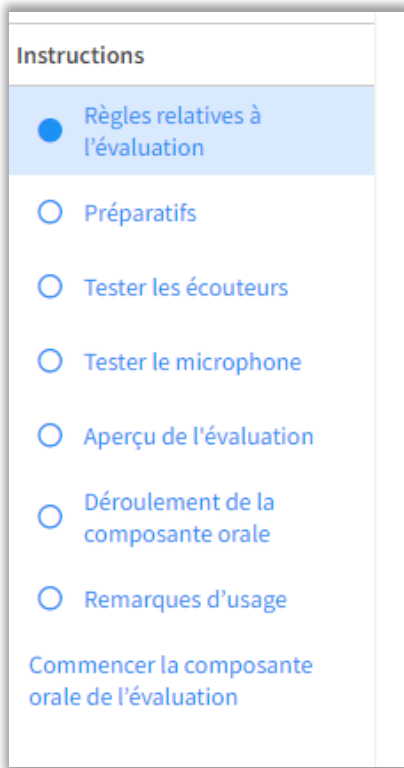 Instructions
Règles relatives à
l’évaluation
Préparatifs
Tester les écouteurs
Tester le microphone
Aperçu de l'évaluation
Déroulement de la
composante orale
Remarques d’usage
Commencer la composante
orale de l’évaluation